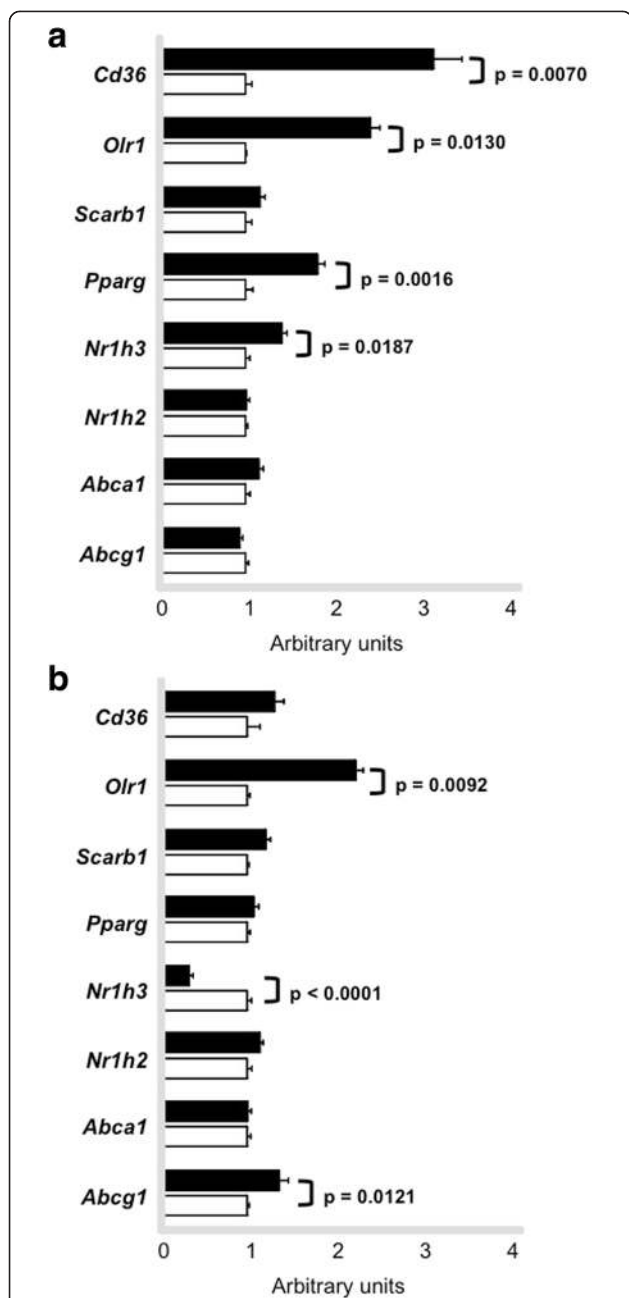 a
Cd36
p = 0.0070
Olr1
p = 0.0130
Scarb1
Pparg
p = 0.0016
Nr1h3
p = 0.0187
Nr1h2
Abca1
Abcg1
0 1 2 3 4
Arbitrary units
b
Cd36
Olr1
p = 0.0092
Scarb1
Pparg
Nr1h3
p < 0.0001
Nr1h2
Abca1
Abcg1
p = 0.0121
0 1 2 3 4
Arbitrary units